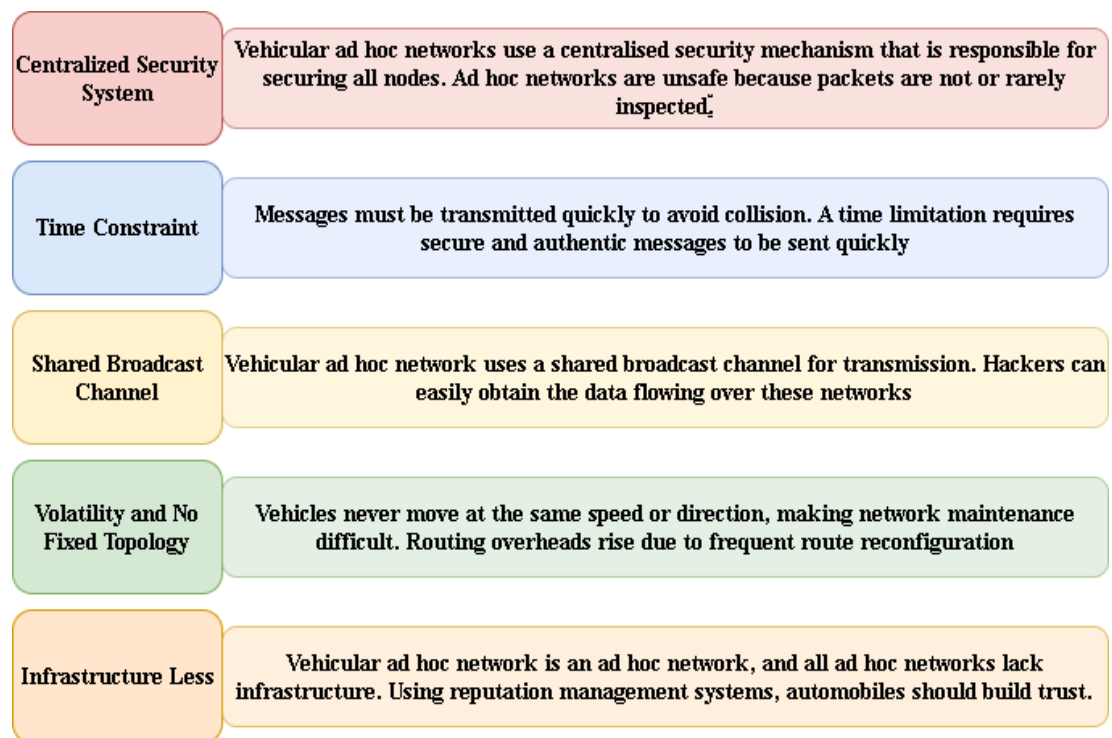 Centralized Security
System
Vehicular ad hoc networks use a centralised security mechanism that is responsible for
securing all nodes. Ad hoc networks are unsafe because packets are not or rarely
inspected.
Time Constraint
Messages must be transmitted quickly to avoid collision. A time limitation requires
secure and authentic messages to be sent quickly
Shared Broadcast
Channel
Vehicular ad hoc network uses a shared broadcast channel for transmission. Hackers can
easily obtain the data flowing over these networks
Volatility and No
Fixed Topology
Vehicles never move at the same speed or direction, making network maintenance
difficult. Routing overheads rise due to frequent route reconfiguration
Infrastructure Less
Vehicular ad hoc network is an ad hoc network, and all ad hoc networks lack
infrastructure. Using reputation management systems, automobiles should build trust.